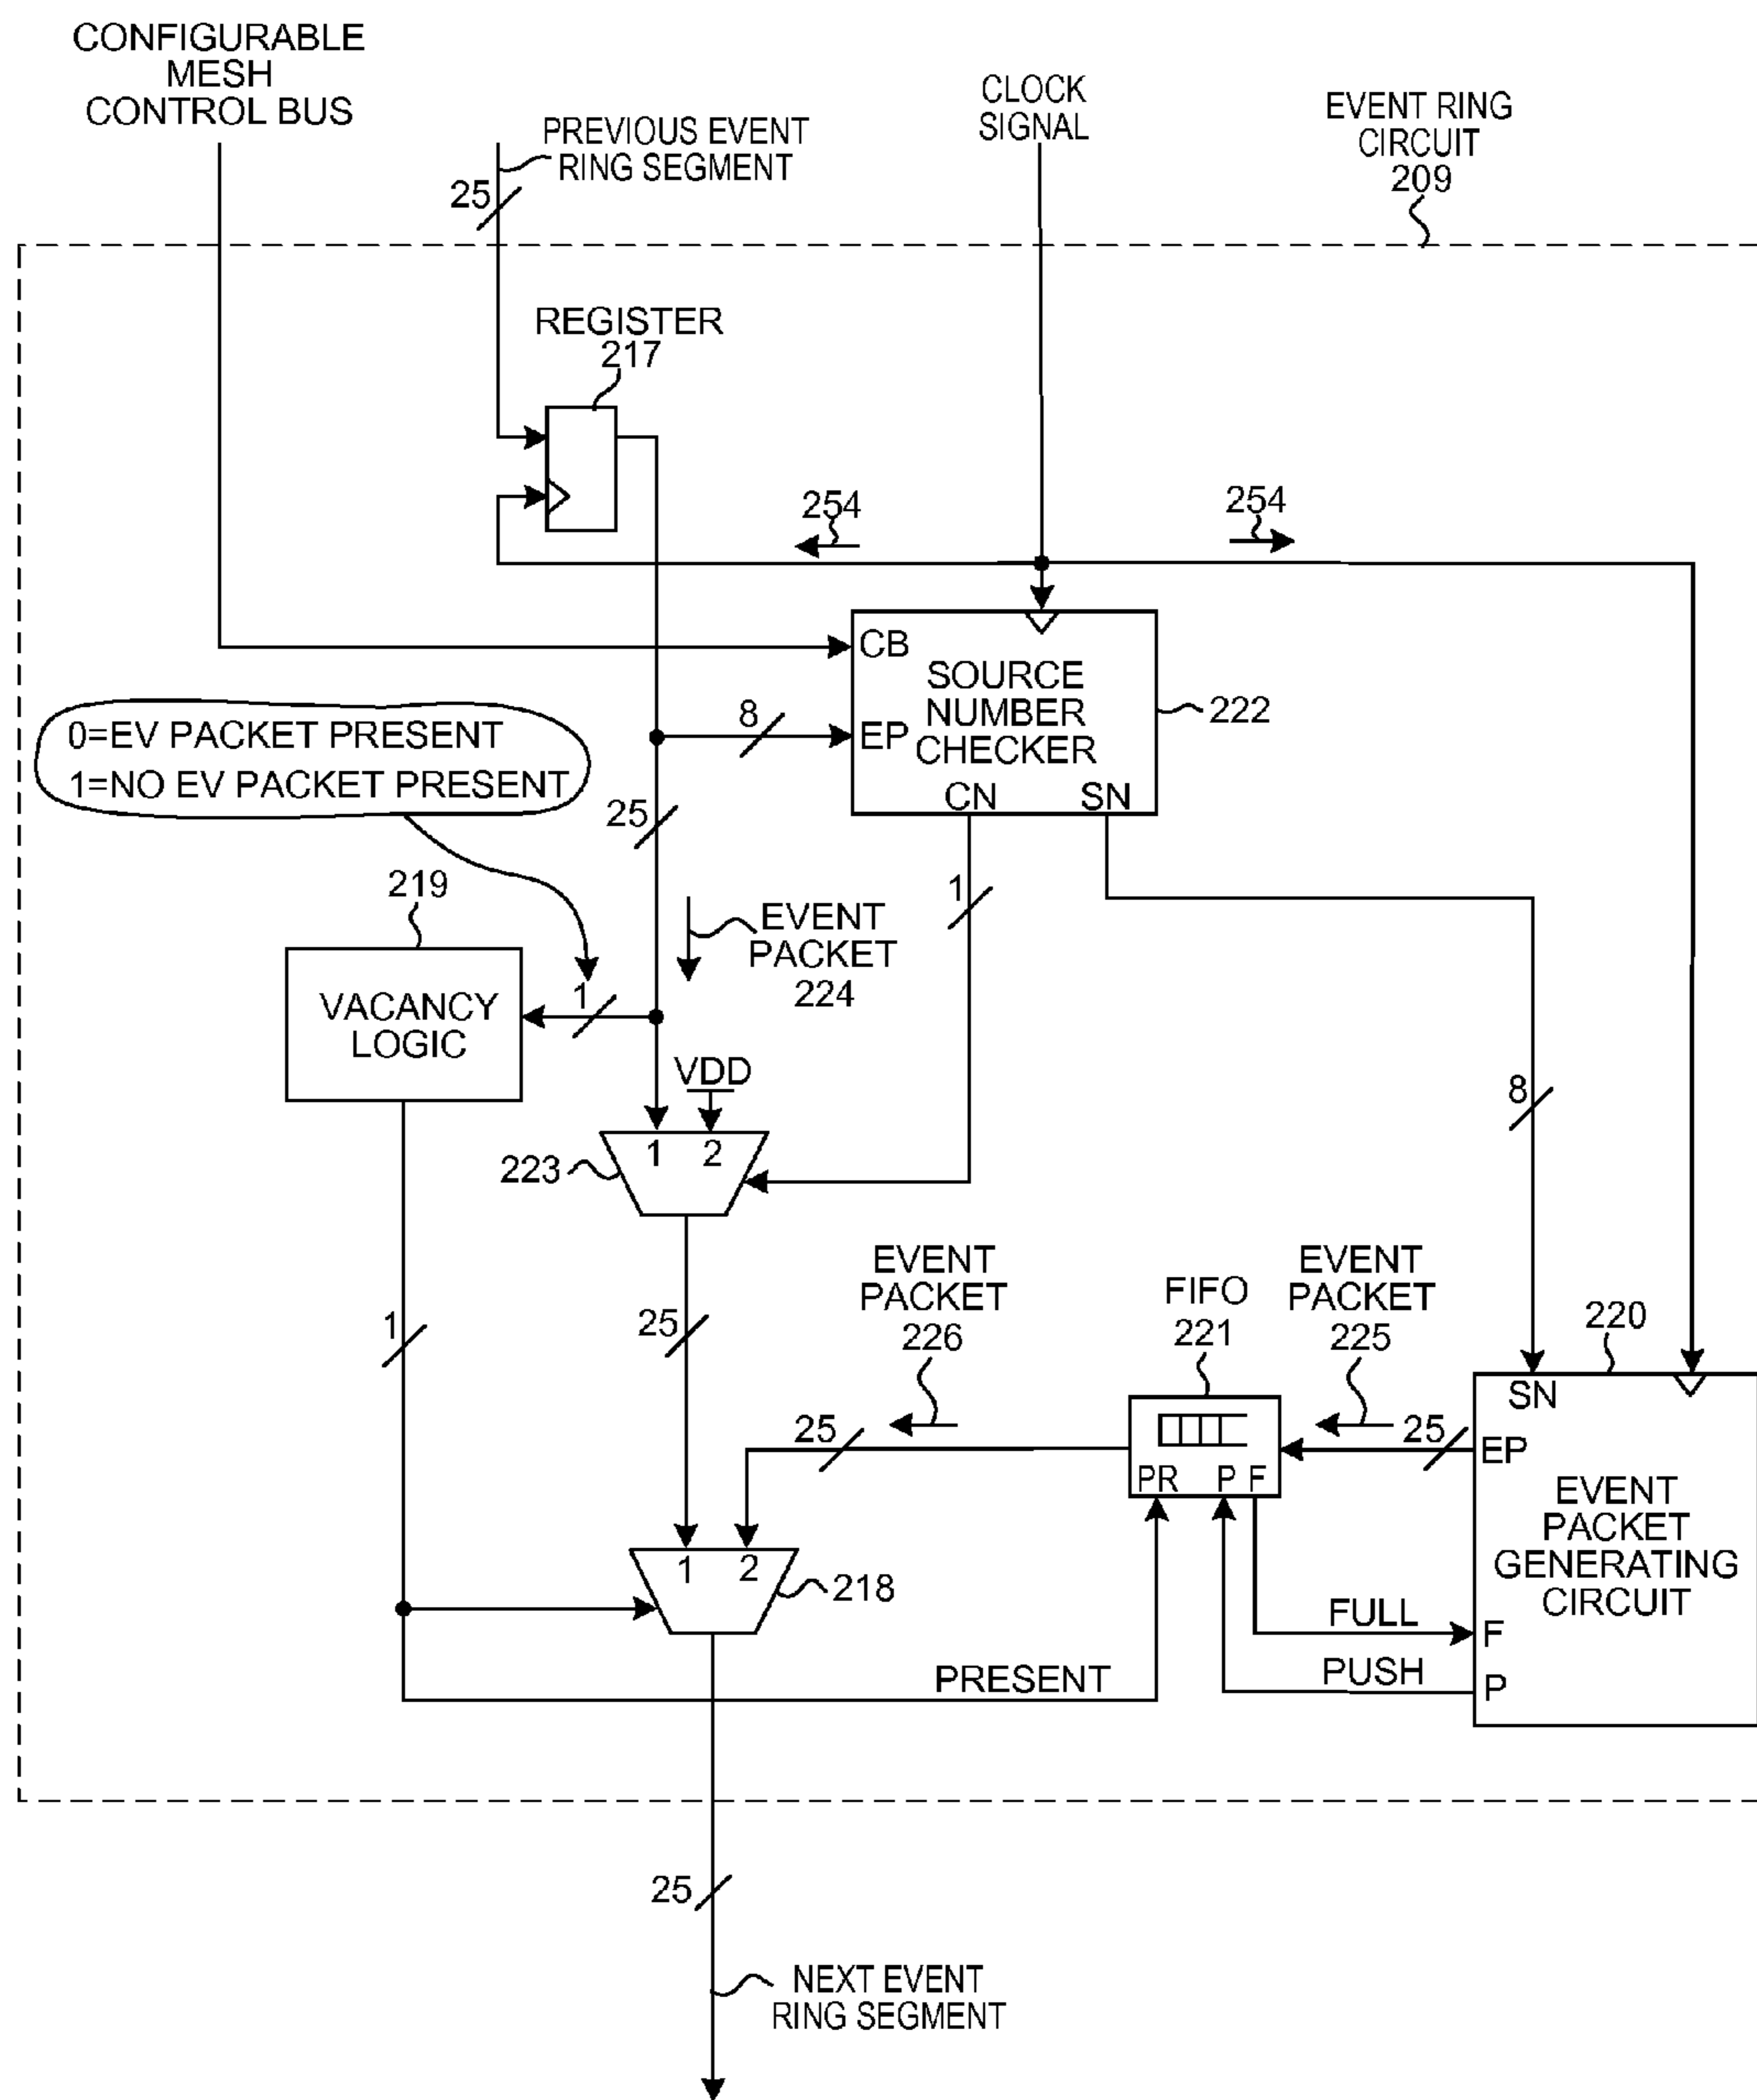 CONFIGURABLE
MESH
CONTROL BUS
PREVIOUS EVENT
RING SEGMENT
25
CLOCK
SIGNAL
EVENT RING
CIRCUIT
209
REGISTER
217
254
254
CB
SOURCE
NUMBER
CHECKER
EP
CN
SN
222
8
0=EV PACKET PRESENT
1=NO EV PACKET PRESENT
25
1
219
VACANCY
LOGIC
1
EVENT
PACKET
224
VDD
1
2
223
8
1
25
EVENT
PACKET
226
FIFO
221
EVENT
PACKET
225
220
SN
25
PR
P
F
25
EP
EVENT
PACKET
GENERATING
CIRCUIT
F
P
1
2
218
FULL
PUSH
PRESENT
25
NEXT EVENT
RING SEGMENT